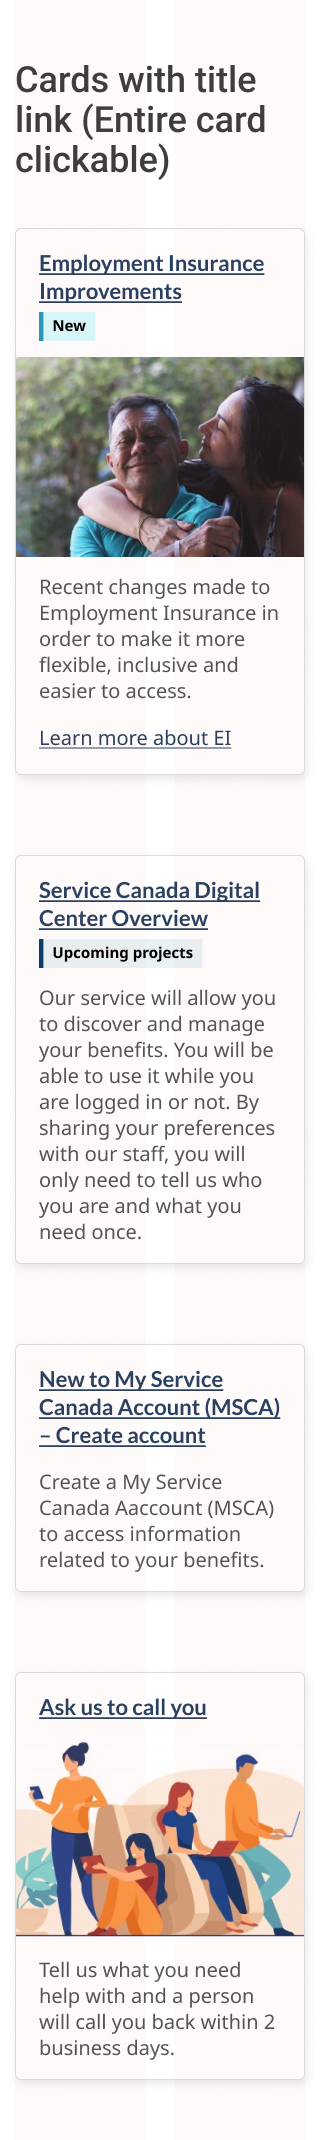 Cards with title
link (Entire card
clickable)
Employment Insurance
Improvements
New
Recent changes made to
Employment Insurance in
order to make it more
flexible, inclusive and
easier to access.
Learn more about EI
Service Canada Digital
Center Overview
Upcoming projects
Our service will allow you
to discover and manage
your benefits. You will be
able to use it while you
are logged in or not. By
sharing your preferences
with our staff, you will
only need to tell us who
you are and what you
need once.
New to My Service
Canada Account (MSCA)
– Create account
Create a My Service
Canada Aaccount (MSCA)
to access information
related to your benefits.
Ask us to call you
Tell us what you need
help with and a person
will call you back within 2
business days.